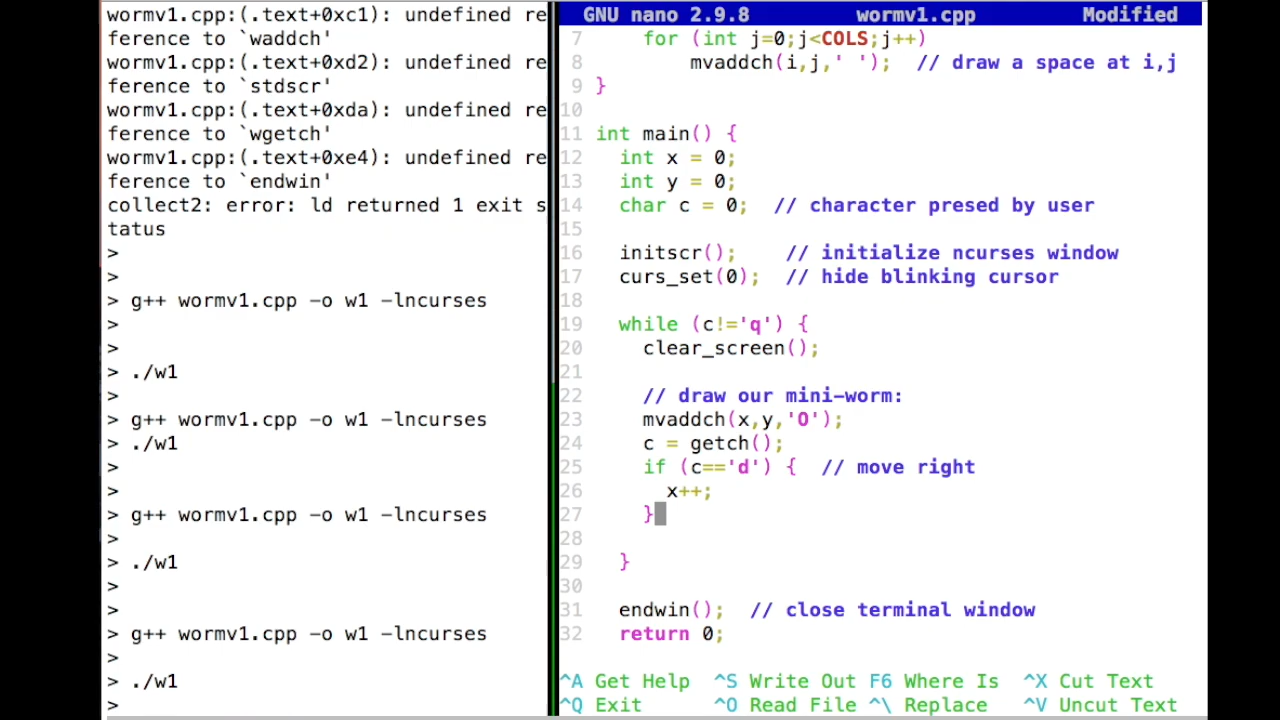 wormv1.cpp:(.text+0xc1): undefined re
ference to `waddch'
wormv1.cpp:(.text+0xd2): undefined re
ference to `stdscr'
wormv1.cpp:(.text+0xda): undefined re
ference to `wgetch'
wormv1.cpp:(.text+0xe4): undefined re
ference to `endwin'
collect2: error: ld returned 1 exit s
tatus
>
>
> g++ wormv1.cpp -o w1 -lncurses
>
>
> ./w1
>
> g++ wormv1.cpp -o w1 -lncurses
> ./w1
>
>
> g++ wormv1.cpp -o w1 -lncurses
>
> ./w1
>
>
> g++ wormv1.cpp -o w1 -lncurses
>
> ./w1
>
GNU nano 2.9.8 wormv1.cpp Modified
7 for (int j=0;j<COLS;j++)
8 mvaddch(i,j,' '); // draw a space at i,j
9 }
10
11 int main() {
12 int x = 0;
13 int y = 0;
14 char c = 0; // character presed by user
15
16 initscr(); // initialize ncurses window
17 curs_set(0); // hide blinking cursor
18
19 while (c!='q') {
20 clear_screen();
21
22 // draw our mini-worm:
23 mvaddch(x,y,'O');
24 c = getch();
25 if (c=='d') { // move right
26 x++;
27 }
28
29 }
30
31 endwin(); // close terminal window
32 return 0;
^A Get Help ^S Write Out F6 Where Is ^X Cut Text
^Q Exit ^O Read File ^\ Replace ^V Uncut Text